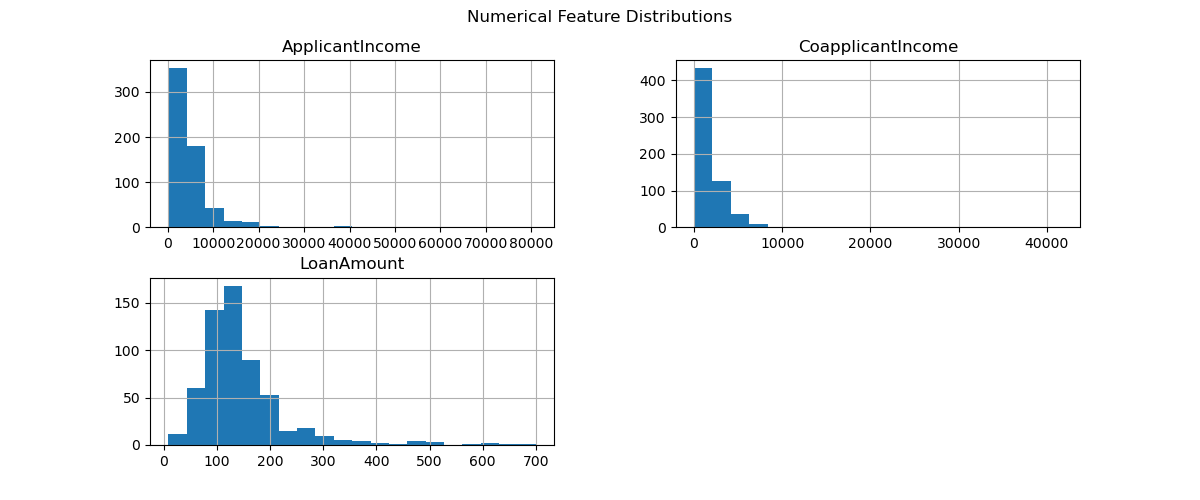 Numerical Feature Distributions
ApplicantIncome
300
200
100
0
0 10000 20000 30000 40000 50000 60000 70000 80000
CoapplicantIncome
400
300
200
100
0
0 10000 20000 30000 40000
LoanAmount
150
100
50
0
0 100 200 300 400 500 600 700